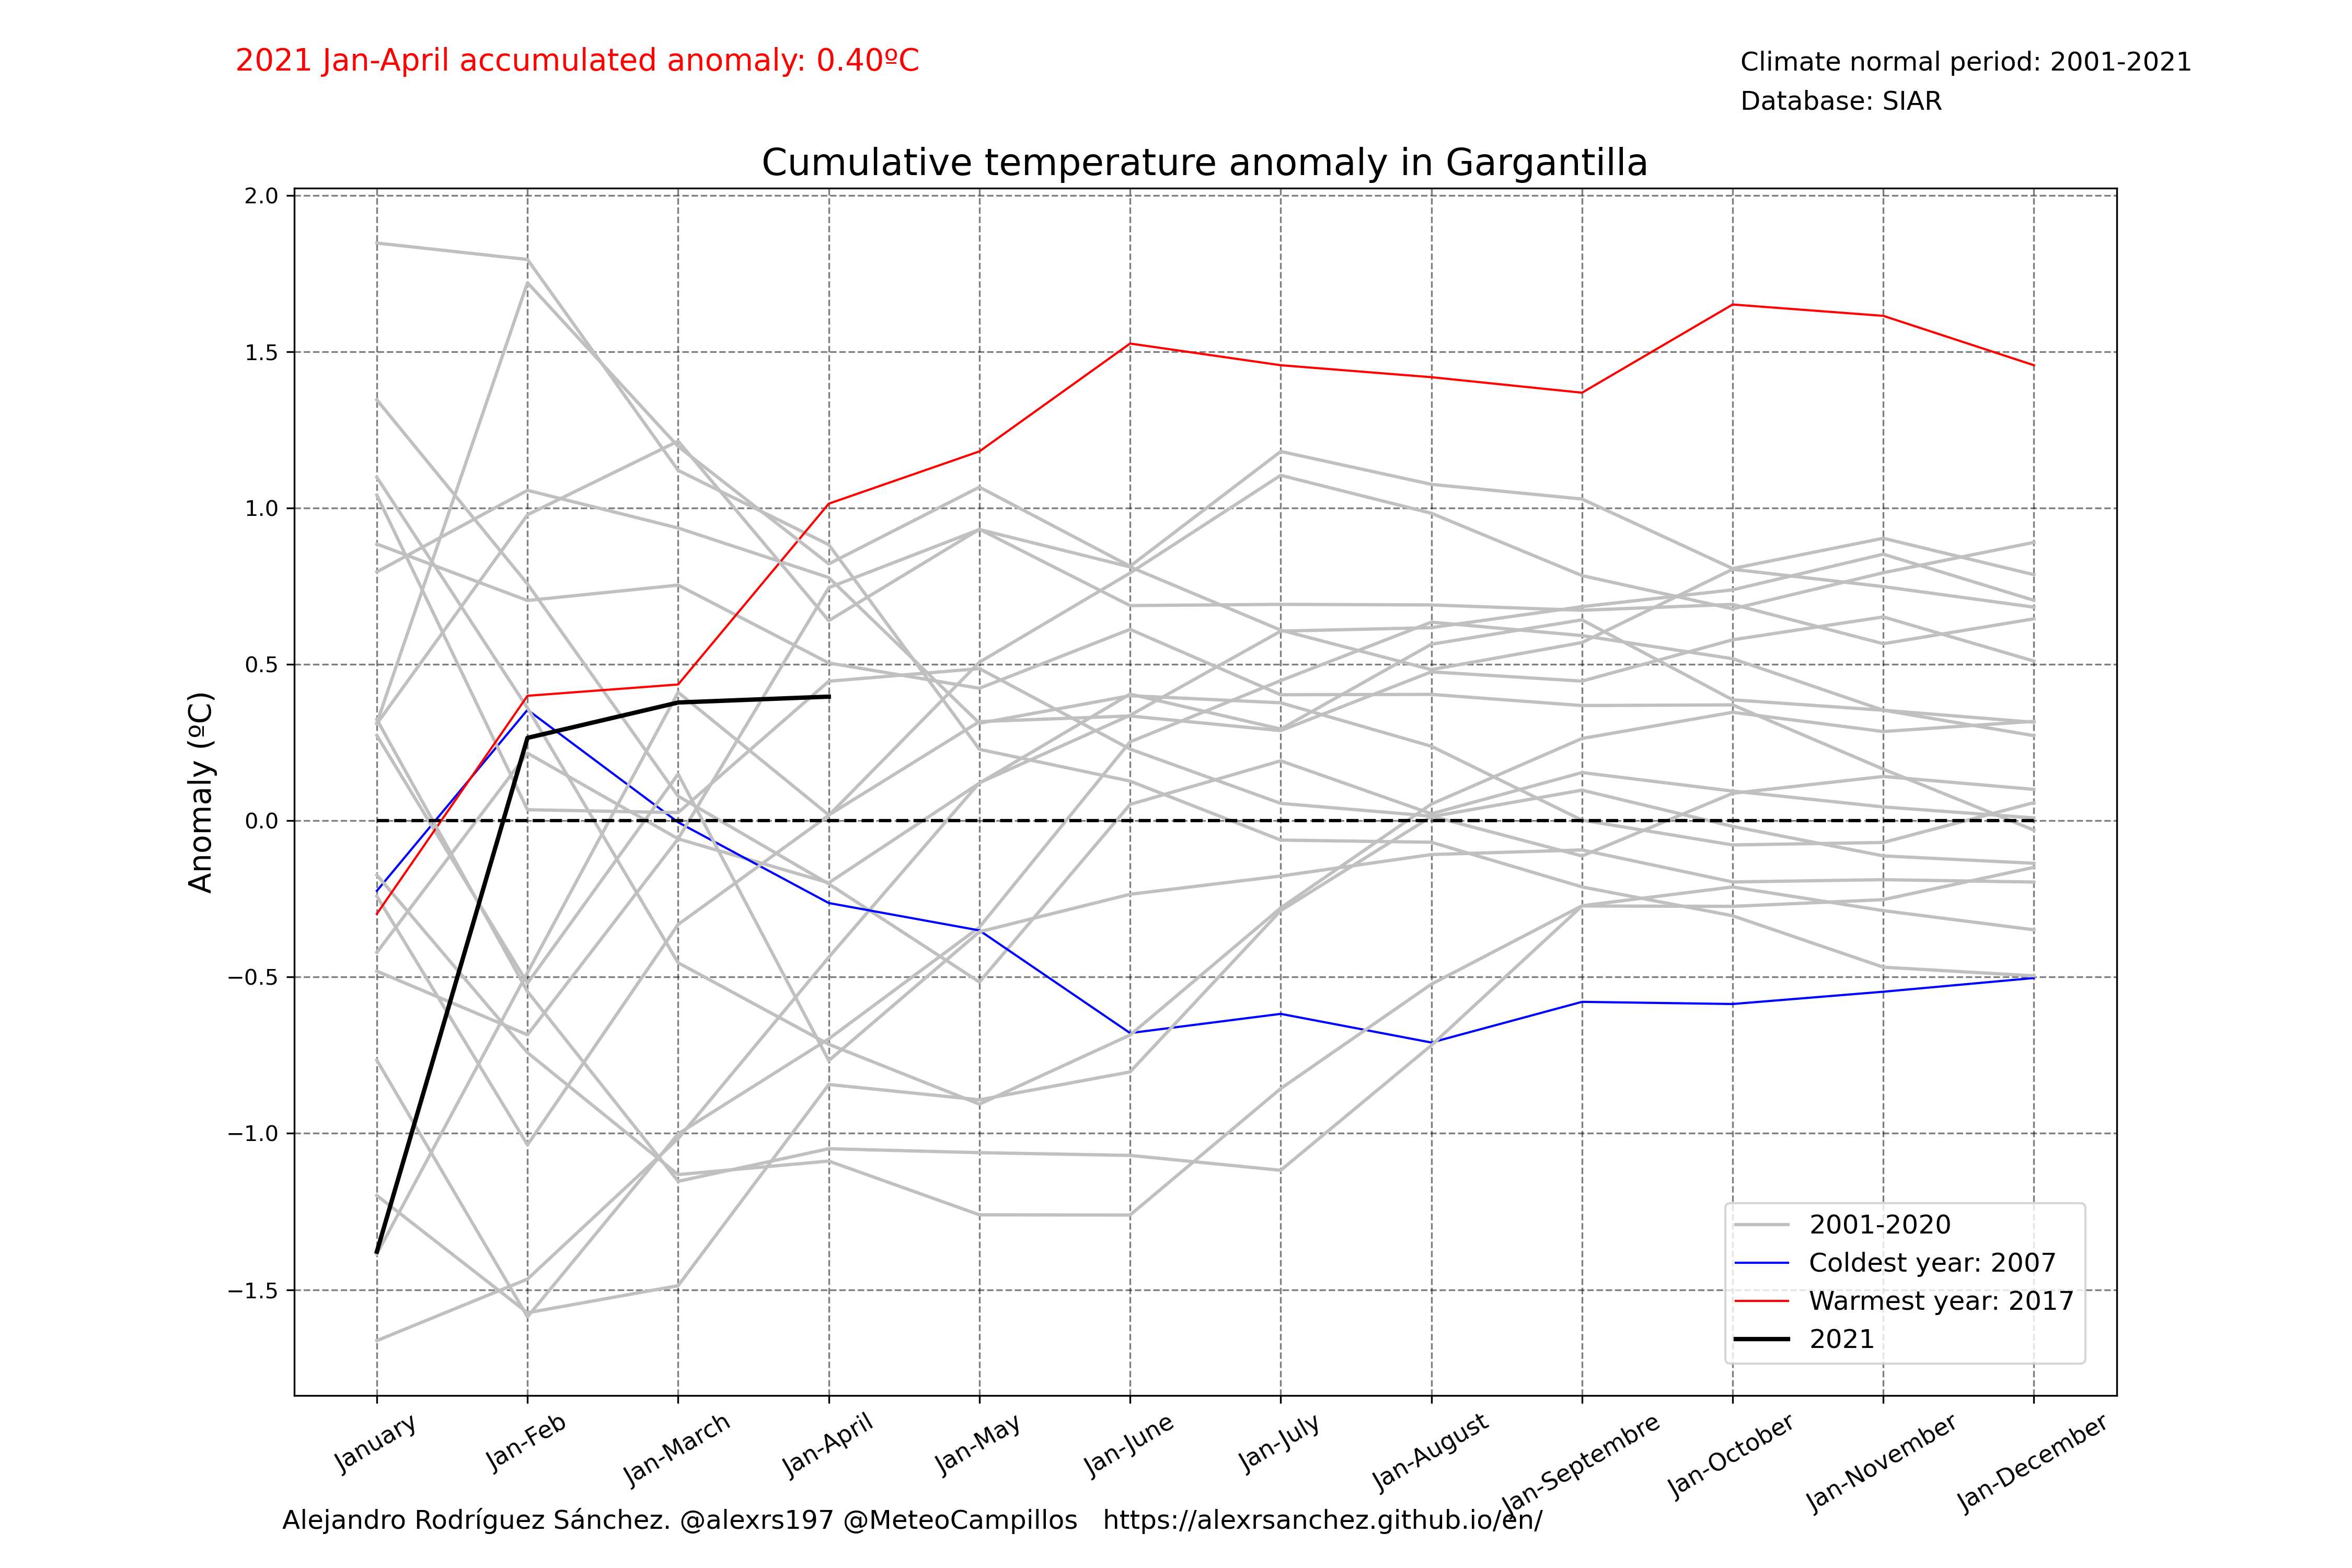 2021 Jan-April accumulated anomaly: 0.40ºC
Climate normal period: 2001-2021
Database: SIAR
Cumulative temperature anomaly in Gargantilla
Anomaly (ºC)
2.0
1.5
1.0
0.5
0.0
−0.5
−1.0
−1.5
2001-2020
Coldest year: 2007
Warmest year: 2017
2021
January
Jan-Feb
Jan-March
Jan-April
Jan-May
Jan-June
Jan-July
Jan-August
Jan-Septembre
Jan-October
Jan-November
Jan-December
Alejandro Rodríguez Sánchez. @alexrs197 @MeteoCampillos   https://alexrsanchez.github.io/en/